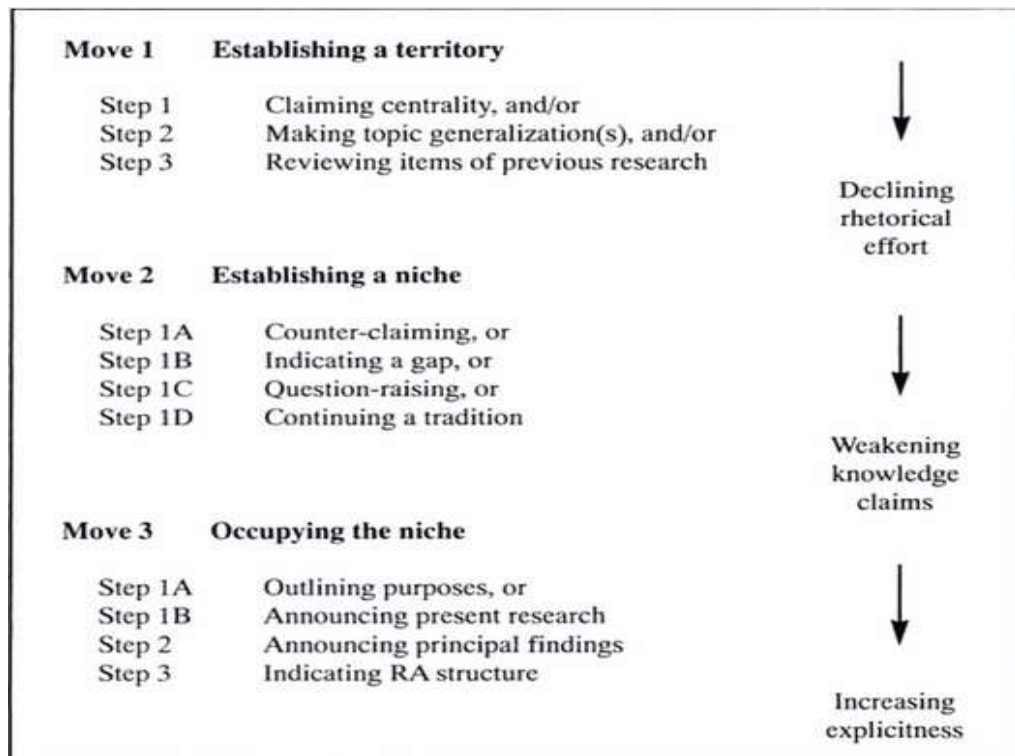 Move 1 Establishing a territory
Step 1 Claiming centrality, and/or
Step 2 Making topic generalization(s), and/or
Step 3 Reviewing items of previous research
Declining
rhetorical
effort
Move 2 Establishing a niche
Step 1A Counter-claiming, or
Step 1B Indicating a gap, or
Step 1C Question-raising, or
Step 1D Continuing a tradition
Weakening
knowledge
claims
Move 3 Occupying the niche
Step 1A Outlining purposes, or
Step 1B Announcing present research
Step 2 Announcing principal findings
Step 3 Indicating RA structure
Increasing
explicitness